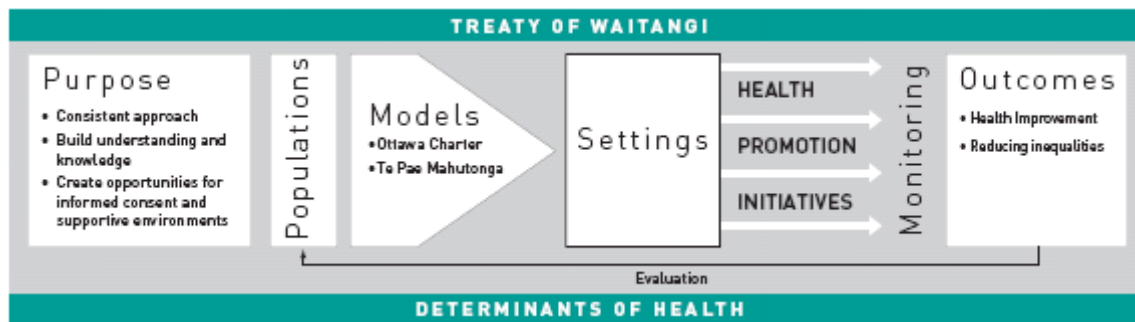 TREATY OF WAITANGI
Purpose
• Consistent approach
• Build understanding and
knowledge
• Create opportunities for
informed consent and
supportive environments
Populations
Models
•Ottawa Charter
•Te Pae Mahutonga
Settings
HEALTH
PROMOTION
INITIATIVES
Monitoring
Outcomes
• Health Improvement
• Reducing inequalities
Evaluation
DETERMINANTS OF HEALTH